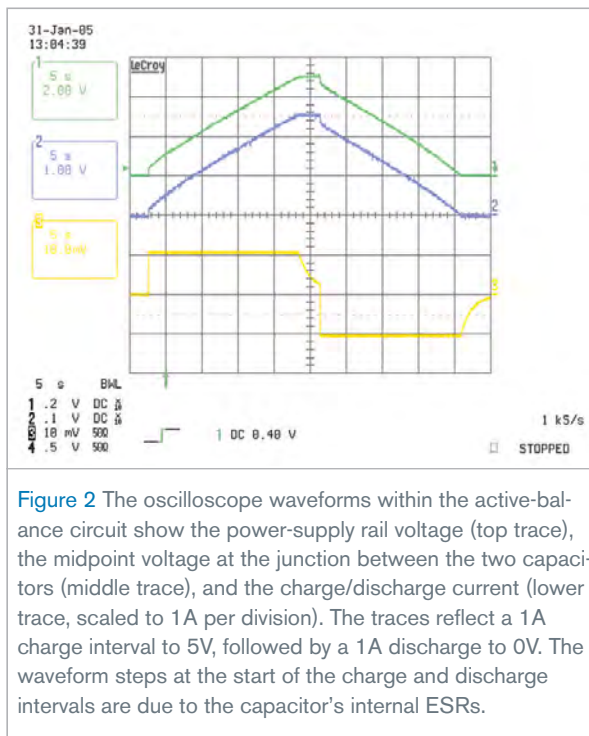 31-Jan-05
13:04:39
LeCroy
1
5 s
2.00 V
2
5 s
1.00 V
5 s
10.0mV
1
2
5 s BWL
1 .2 V DC
2 .1 V DC
3 10 mV 50Ω
4 .5 V 50Ω
1 DC 0.40 V
1 kS/s
STOPPED
Figure 2 The oscilloscope waveforms within the active-bal-
ance circuit show the power-supply rail voltage (top trace),
the midpoint voltage at the junction between the two capaci-
tors (middle trace), and the charge/discharge current (lower
trace, scaled to 1A per division). The traces reflect a 1A
charge interval to 5V, followed by a 1A discharge to 0V. The
waveform steps at the start of the charge and discharge
intervals are due to the capacitor's internal ESRs.